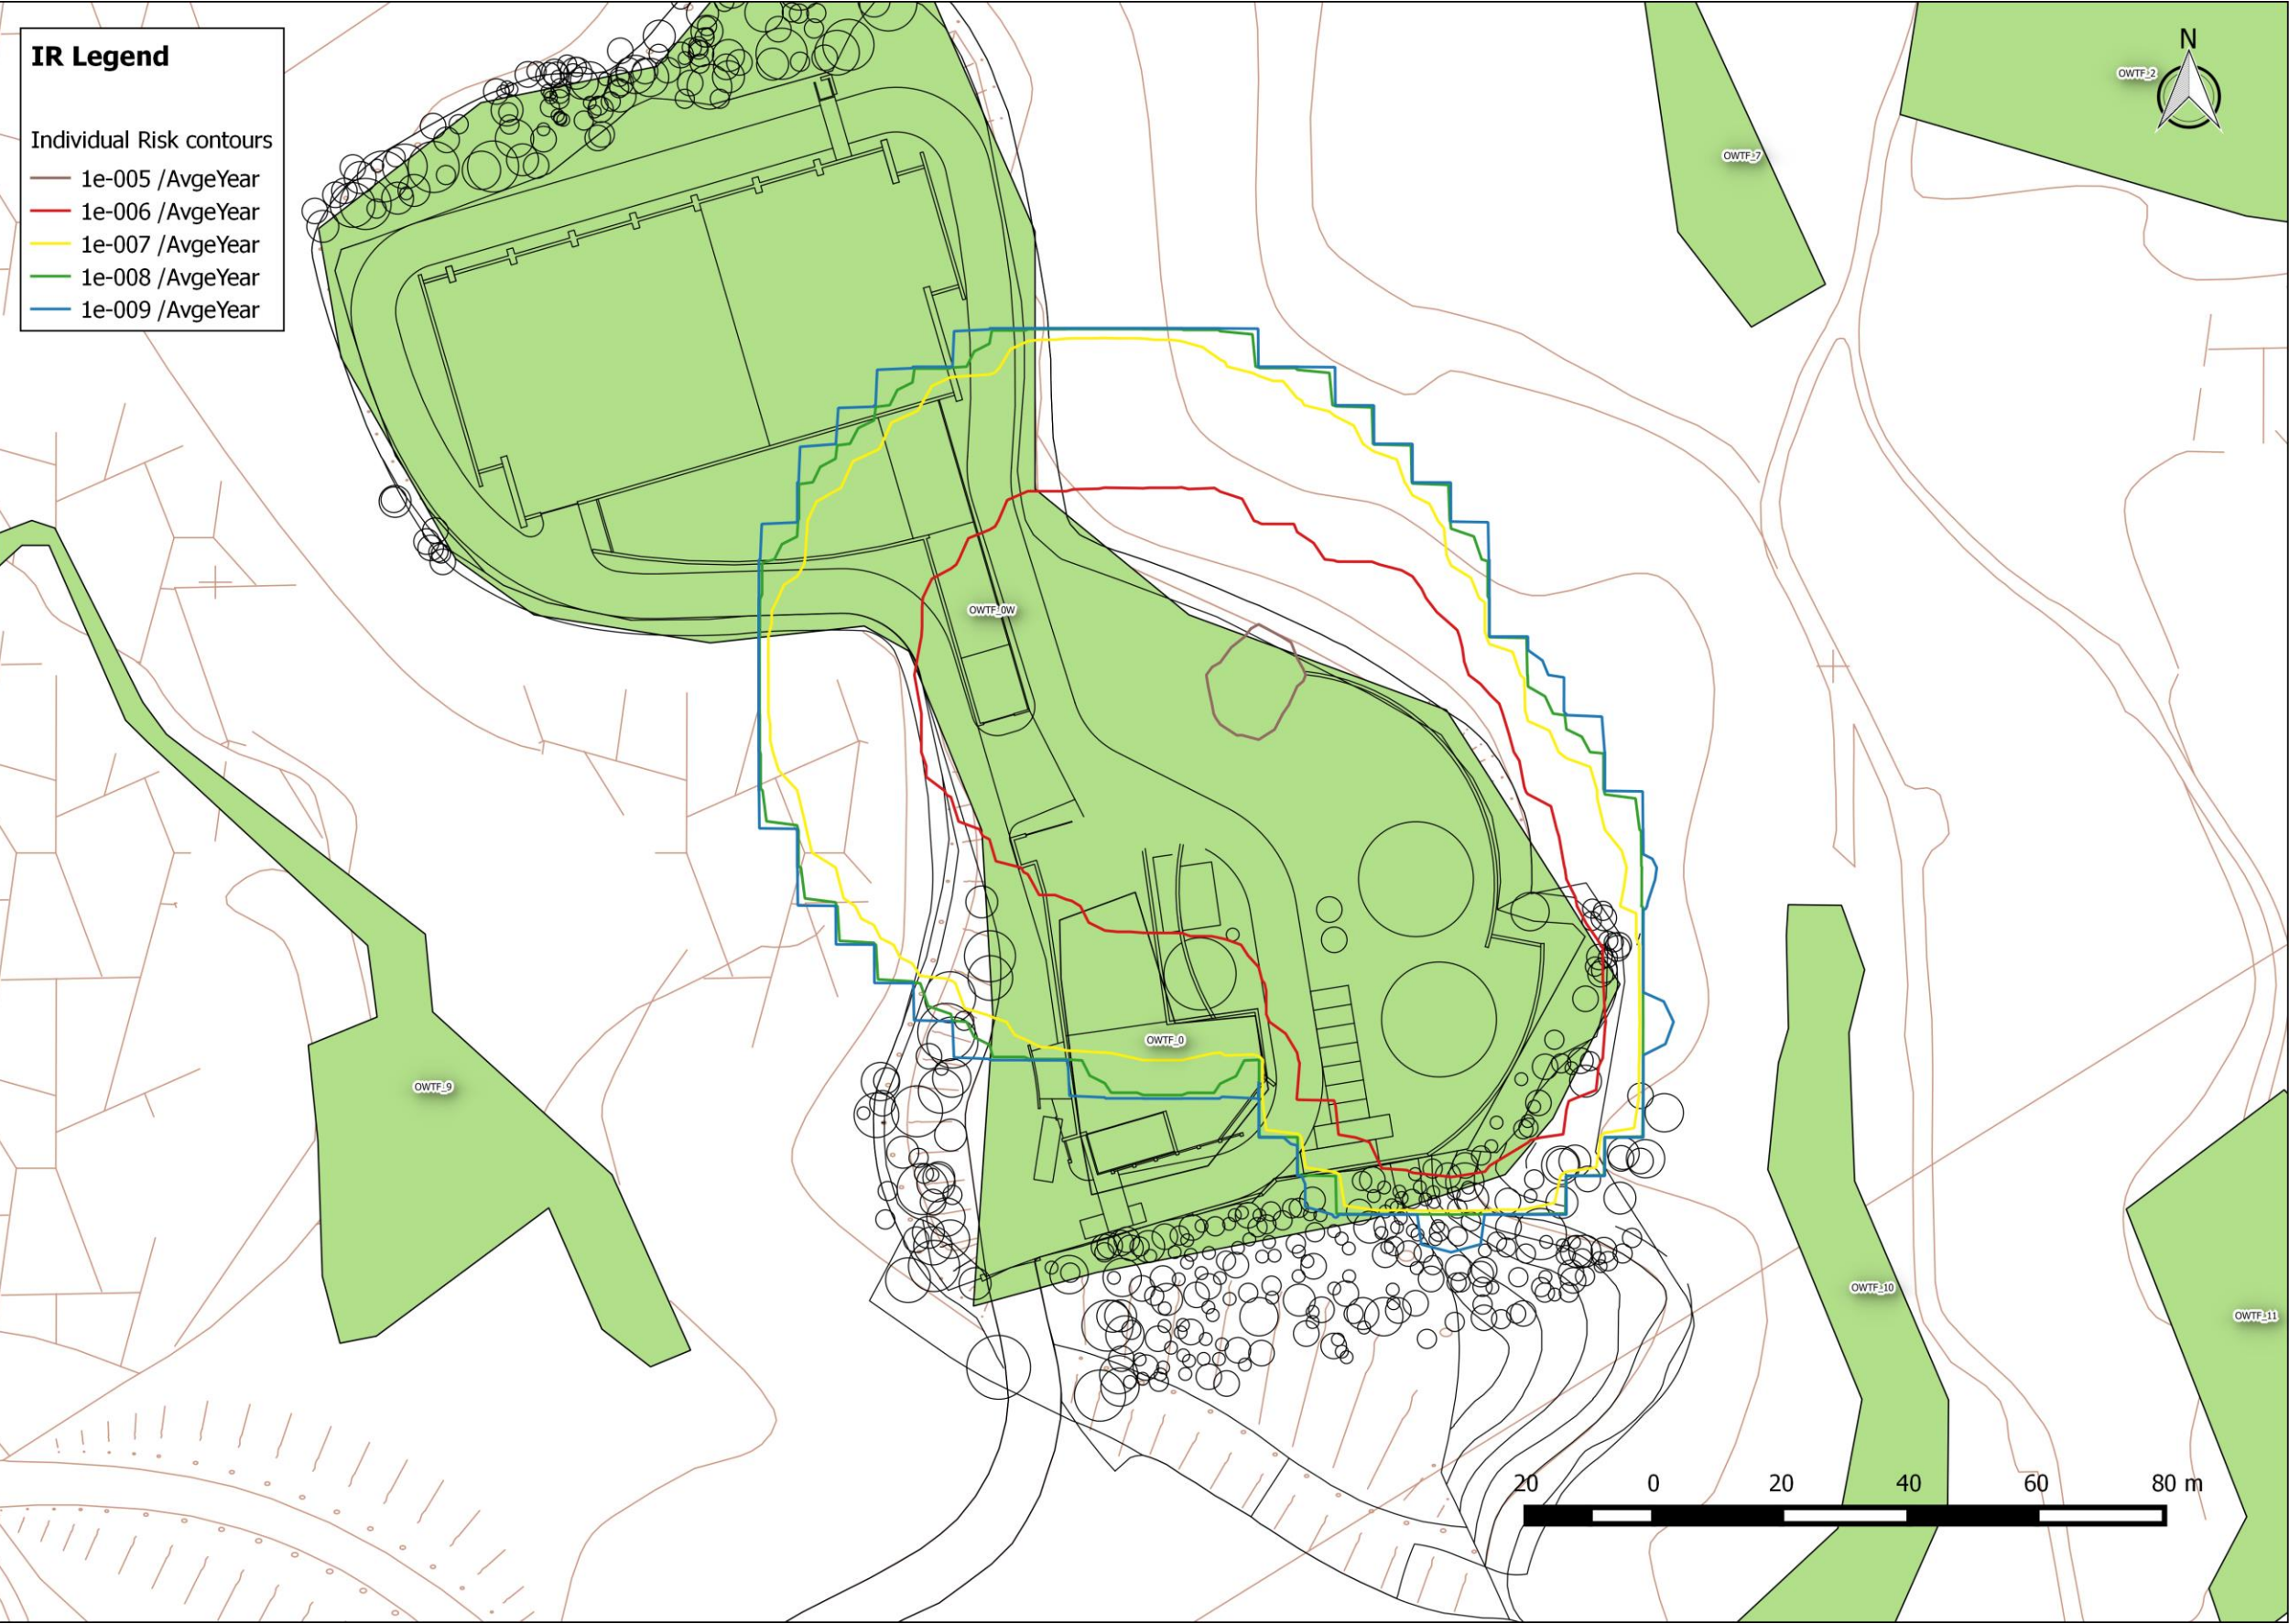 IR Legend
Individual Risk contours
1e-005 /AvgeYear
1e-006 /AvgeYear
1e-007 /AvgeYear
1e-008 /AvgeYear
1e-009 /AvgeYear
N
OWTF_2
OWTF_7
OWTF_0W
OWTF_0
OWTF_9
OWTF_10
OWTF_11
20 0 20 40 60 80 m